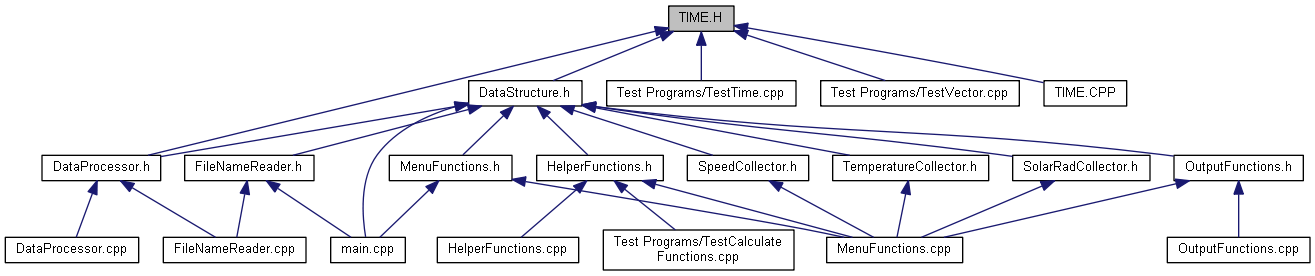 TIME.H
DataStructure.h
Test Programs/TestTime.cpp
Test Programs/TestVector.cpp
TIME.CPP
DataProcessor.h
FileNameReader.h
MenuFunctions.h
HelperFunctions.h
SpeedCollector.h
TemperatureCollector.h
SolarRadCollector.h
OutputFunctions.h
DataProcessor.cpp
FileNameReader.cpp
main.cpp
HelperFunctions.cpp
Test Programs/TestCalculate
Functions.cpp
MenuFunctions.cpp
OutputFunctions.cpp